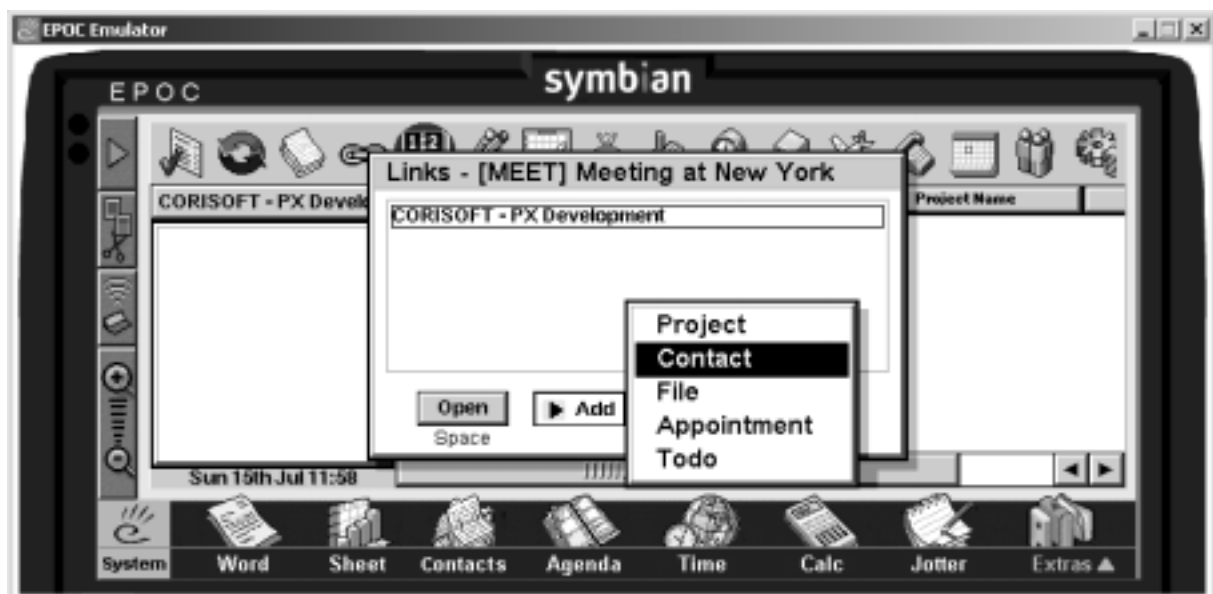 EPOC Emulator
symbian
EPOC
1:2
Links - [MEET] Meeting at New York
CORISOFT - PX Devel
Project Name
CORISOFT - PX Development
Project
Contact
File
Appointment
Todo
Open
Add
Space
Sun 15th Jul 11:58
System
Word
Sheet
Contacts
Agenda
Time
Calc
Jotter
Extras